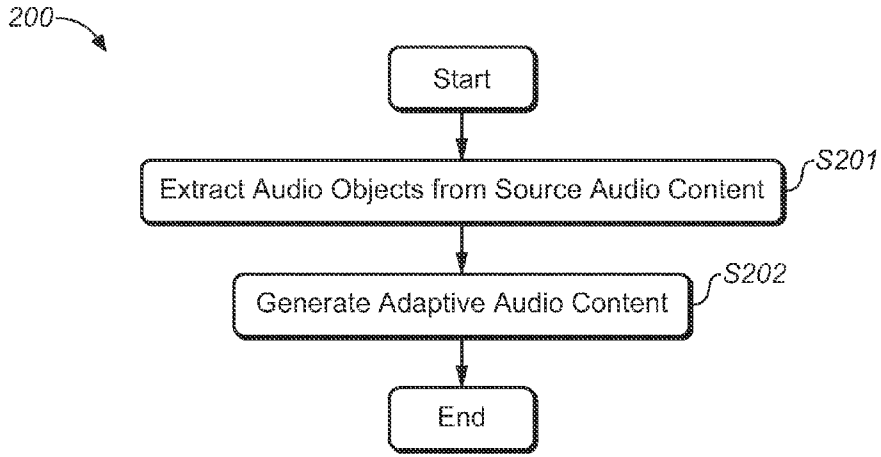 200
Start
S201
Extract Audio Objects from Source Audio Content
S202
Generate Adaptive Audio Content
End